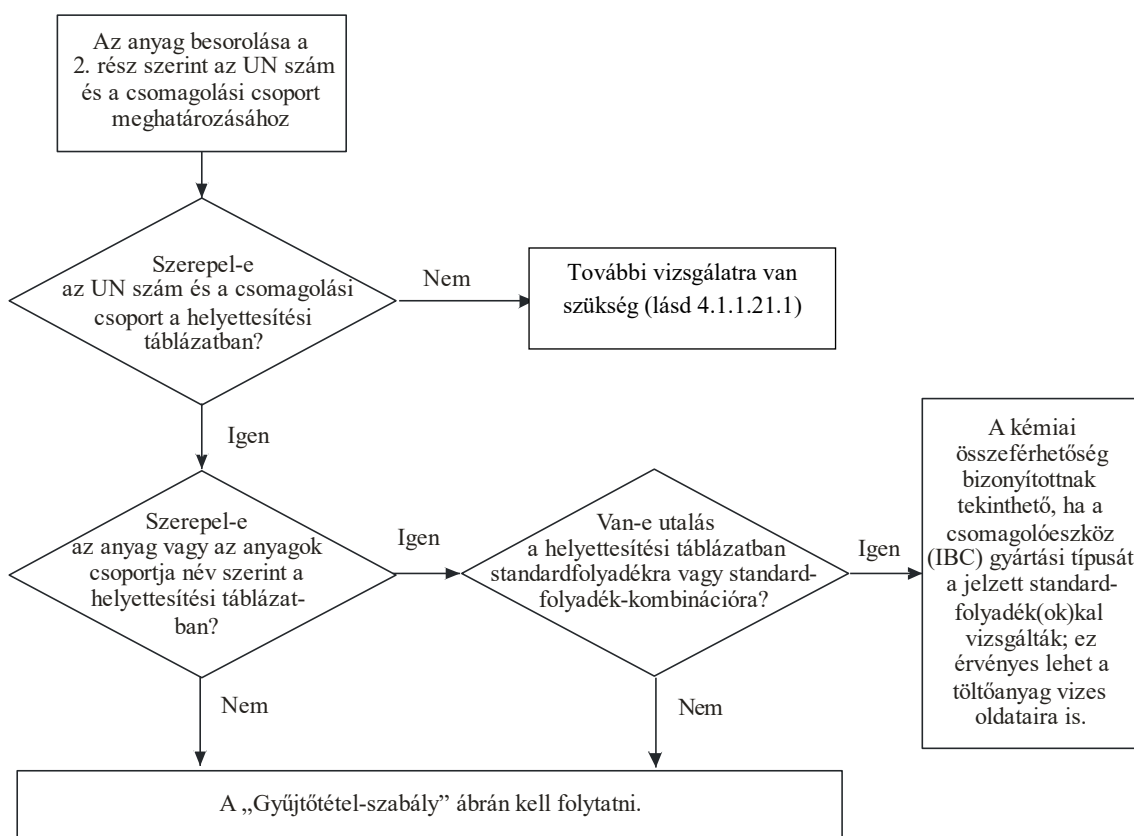 Az anyag besorolása a
2. rész szerint az UN szám
és a csomagolási csoport
meghatározásához
Szerepel-e
az UN szám és a csomagolási
csoport a helyettesítési
táblázatban?
Nem
További vizsgálatra van
szükség (lásd 4.1.1.21.1)
Igen
Szerepel-e
az anyag vagy az anyagok
csoportja név szerint a
helyettesítési táblázat-
ban?
Igen
Van-e utalás
a helyettesítési táblázatban
standardfolyadékra vagy standard-
folyadék-kombinációra?
Igen
A kémiai
összeférhetőség
bizonyítottnak
tekinthető, ha a
csomagolóeszköz
(IBC) gyártási típusát
a jelzett standard-
folyadék(ok)kal
vizsgálták; ez
érvényes lehet a
töltőanyag vizes
oldataira is.
Nem
Nem
A „Gyűjtőtétel-szabály” ábrán kell folytatni.